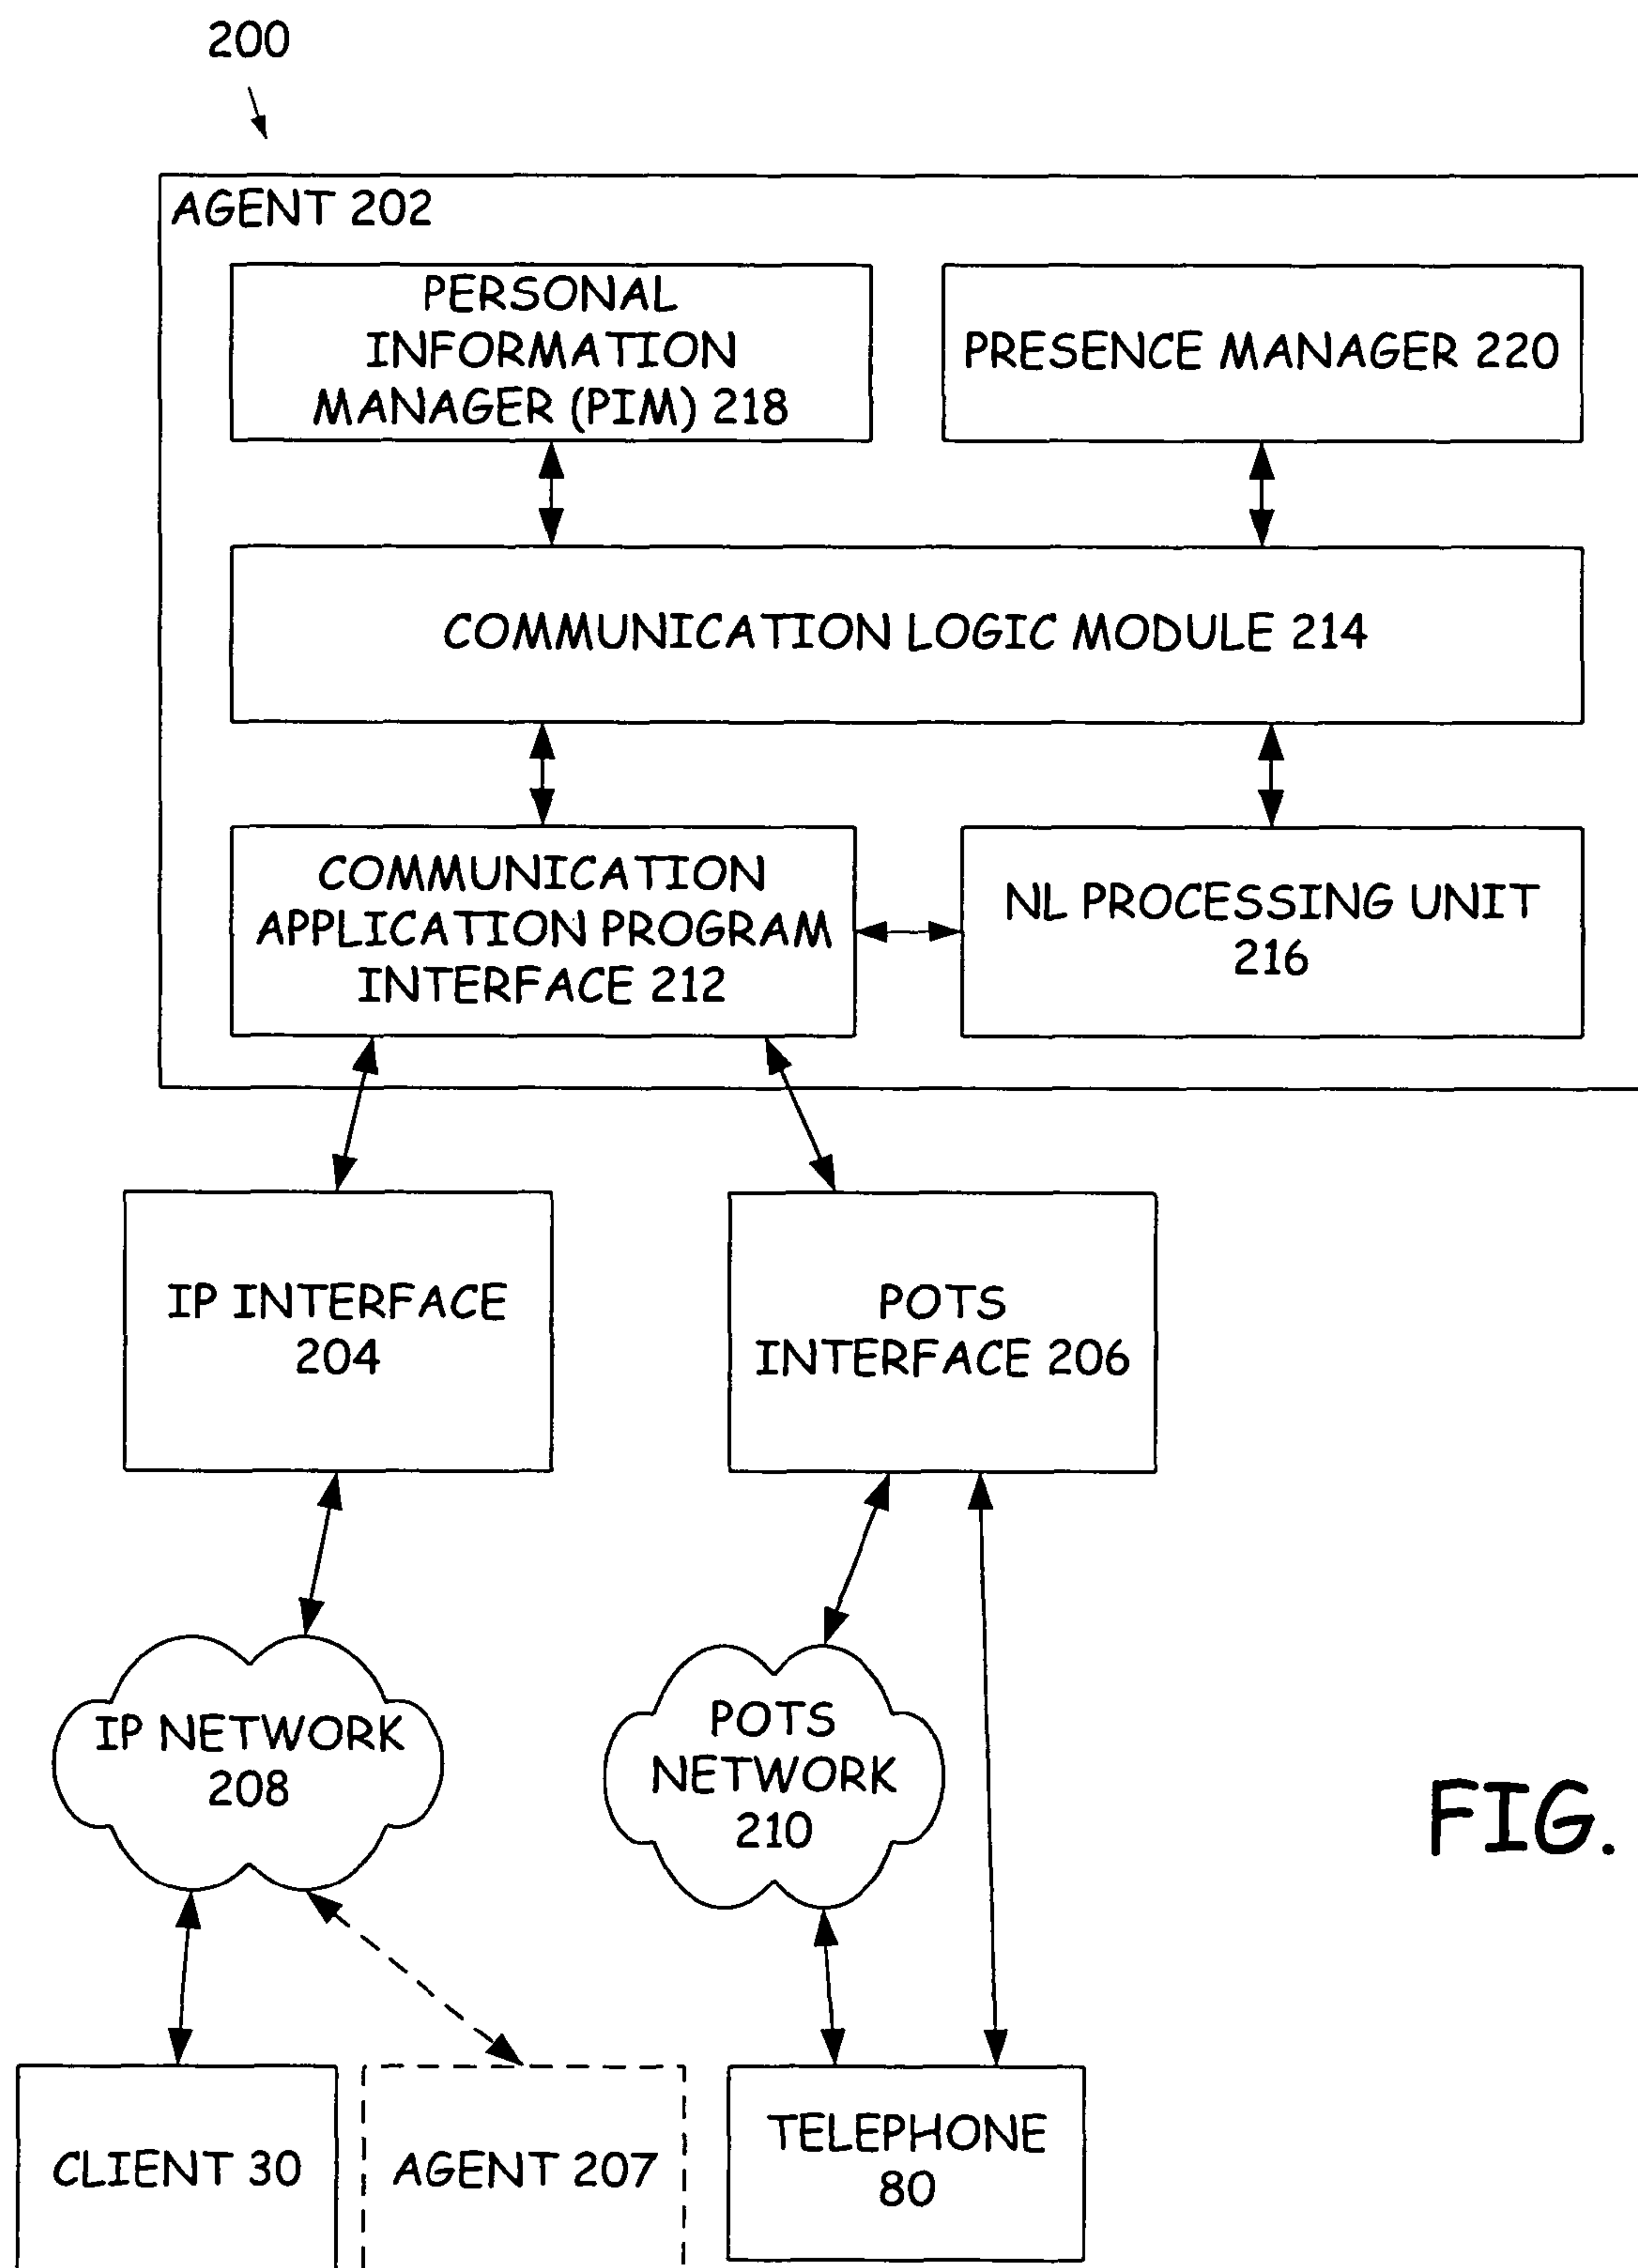 200
AGENT 202
PERSONAL
INFORMATION
MANAGER (PIM) 218
PRESENCE MANAGER 220
COMMUNICATION LOGIC MODULE 214
COMMUNICATION
APPLICATION PROGRAM
INTERFACE 212
NL PROCESSING UNIT
216
IP INTERFACE
204
POTS
INTERFACE 206
IP NETWORK
208
POTS
NETWORK
210
FIG.
CLIENT 30
AGENT 207
TELEPHONE
80